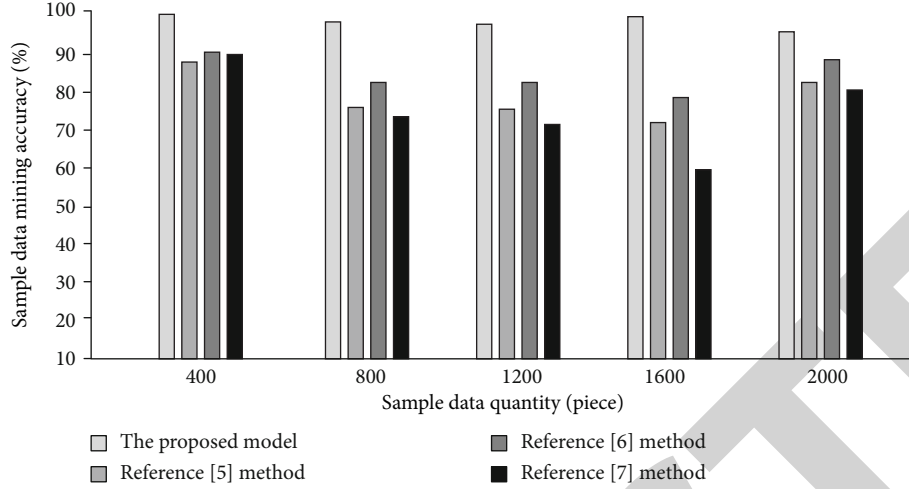 Sample data mining accuracy (%)
100
90
80
70
60
50
40
30
20
10
400 800 1200 1600 2000
Sample data quantity (piece)
The proposed model
Reference [5] method
Reference [6] method
Reference [7] method